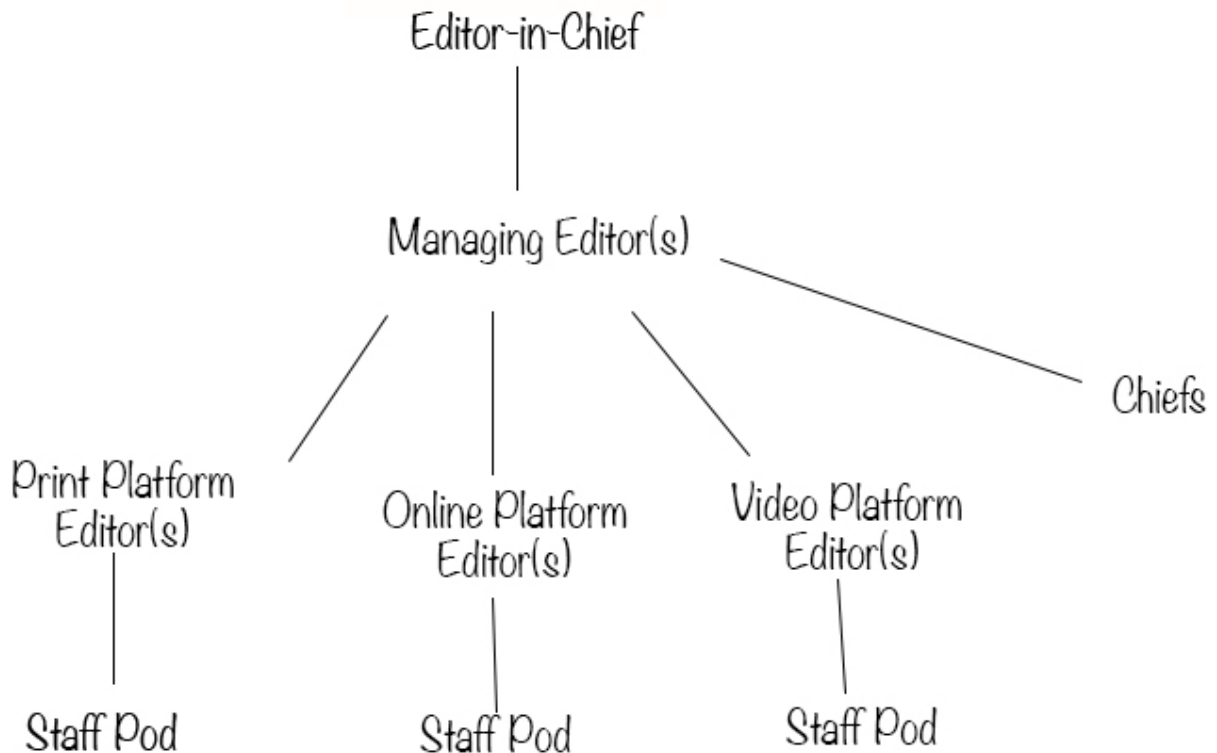 Editor-in-Chief
Managing Editor(s)
Chiefs
Print Platform
Editor(s)
Online Platform
Editor(s)
Video Platform
Editor(s)
Staff Pod
Staff Pod
Staff Pod